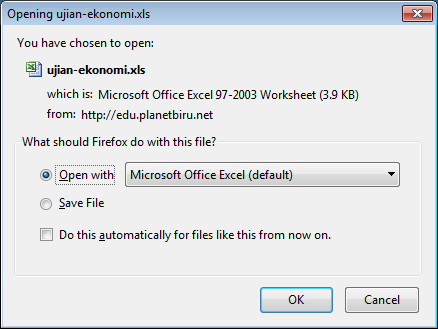 Opening ujian-ekonomi.xls
You have chosen to open:
ujian-ekonomi.xls
which is: Microsoft Office Excel 97-2003 Worksheet (3.9 KB)
from: http://edu.planetbiru.net
What should Firefox do with this file?
Open with Microsoft Office Excel (default)
Save File
Do this automatically for files like this from now on.
OK Cancel